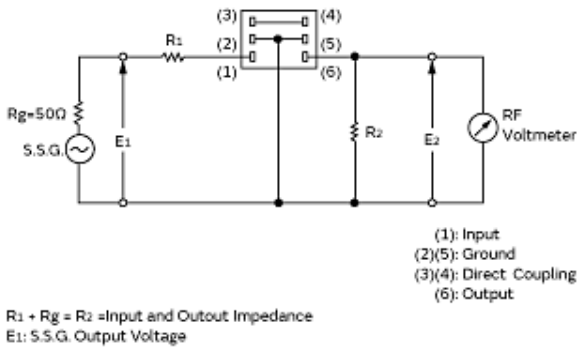 (3) (4)
R1 (2) (5)
(1) (6)
Rg=50Ω
S.S.G.
E1
R2
E2
RF
Voltmeter
(1): Input
(2)(5): Ground
(3)(4): Direct Coupling
(6): Output
R1 + Rg = R2 =Input and Outout Impedance
E1: S.S.G. Output Voltage